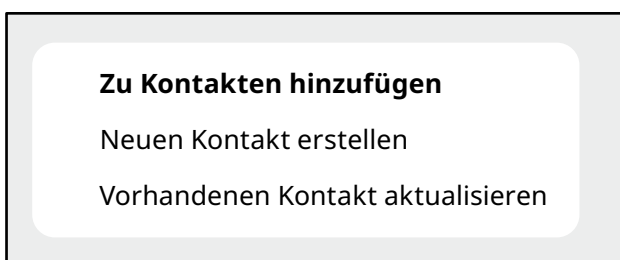 Zu Kontakten hinzufügen
Neuen Kontakt erstellen
Vorhandenen Kontakt aktualisieren